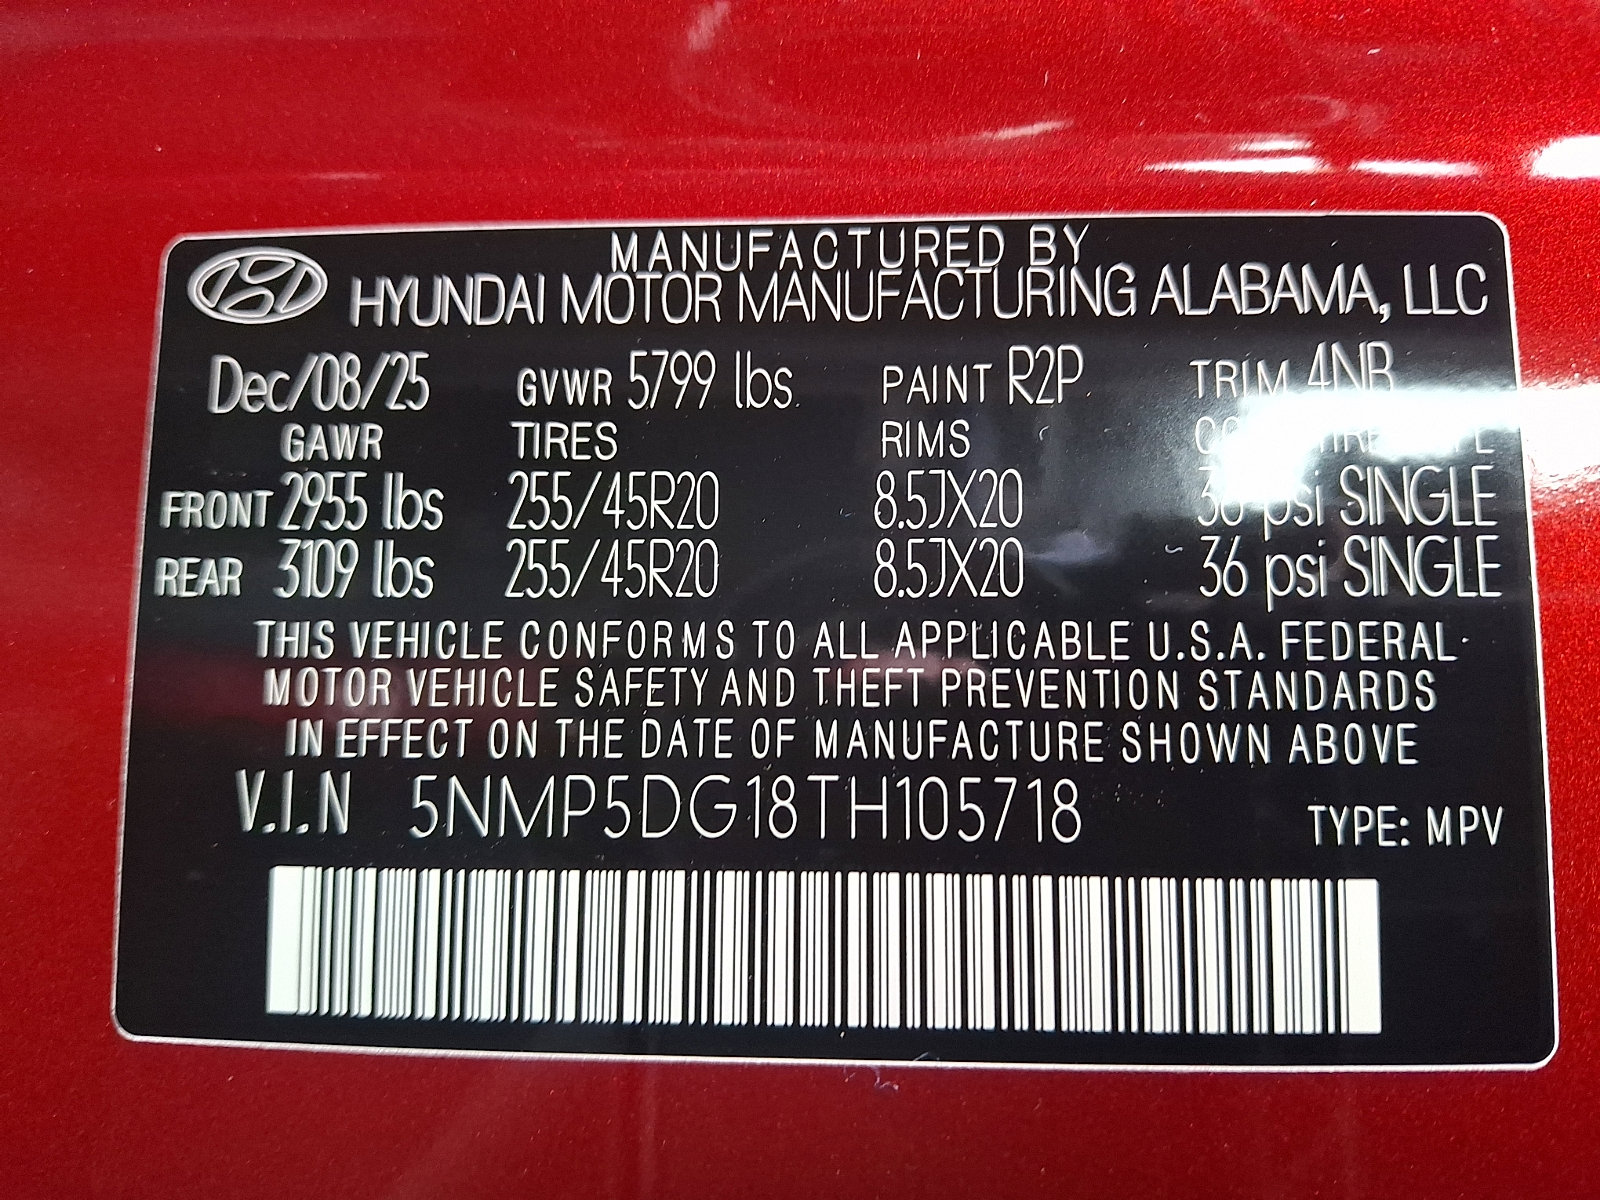 MANUFACTURED BY
HYUNDAI MOTOR MANUFACTURING ALABAMA, LLC
Dec/08/25 GVWR 5799 lbs. PAINT R2P TRIM 4NB
GAWR TIRES RIMS
FRONT 2955 lbs 255/45R20 8.5JX20 psi SINGLE
REAR 3109 lbs 255/45R20 8.5JX20 36 psi SINGLE
THIS VEHICLE CONFORMS TO ALL APPLICABLE U.S.A. FEDERAL
MOTOR VEHICLE SAFETY AND THEFT PREVENTION STANDARDS
IN EFFECT ON THE DATE OF MANUFACTURE SHOWN ABOVE
V.I.N 5NMP5DG18TH105718 TYPE: MPV